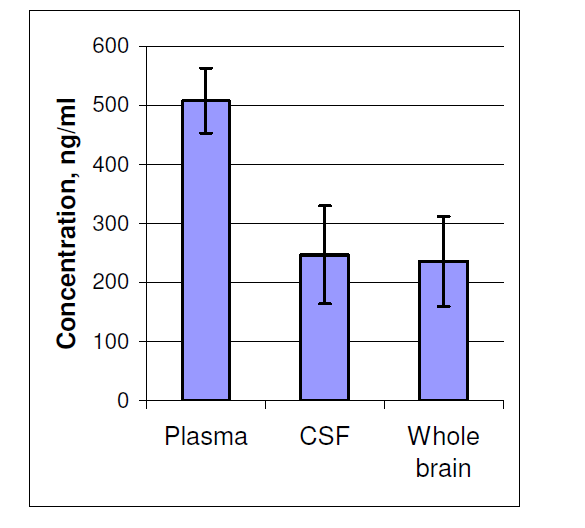 Concentration, ng/ml
600
500
400
300
200
100
0
Plasma
CSF
Whole
brain